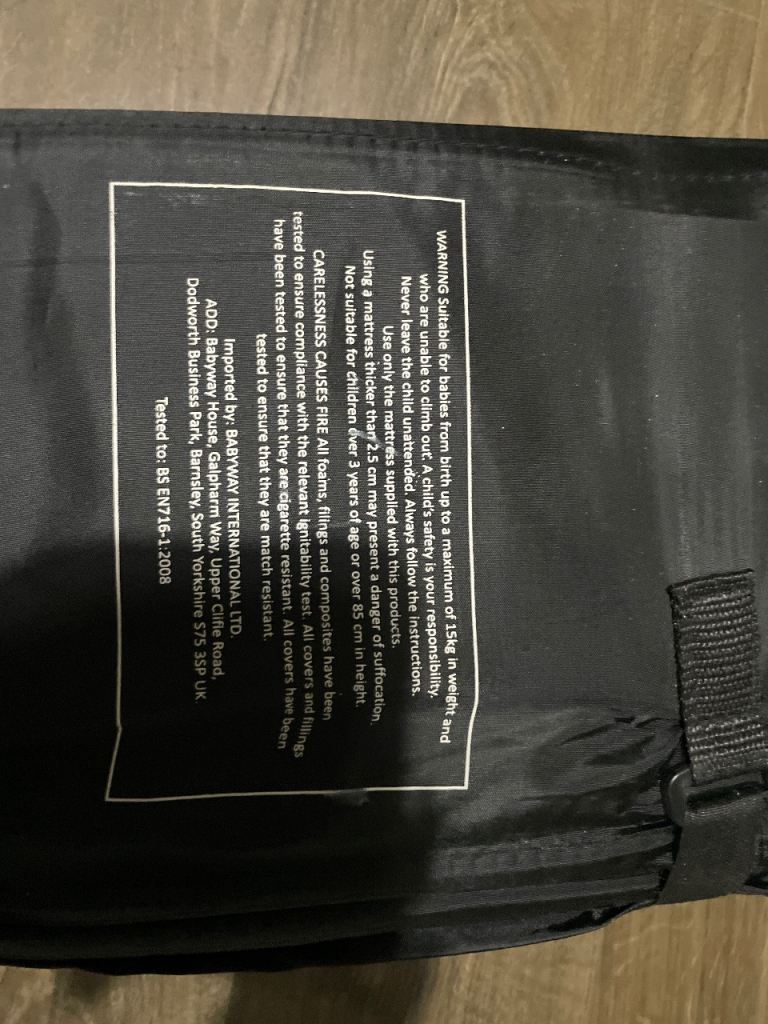 WARNING Suitable for babies from birth up to a maximum of 15kg in weight and
who are unable to climb out. A child's safety is your responsibility.
Never leave the child unattended. Always follow the instructions.
Use only the mattress supplied with this products.
Using a mattress thicker than 2.5 cm may present a danger of suffocation.
Not suitable for children over 3 years of age or over 85 cm in height.
CARELESSNESS CAUSES FIRE All foams, filings and composites have been
tested to ensure compliance with the relevant ignitability test. All covers and fillings
have been tested to ensure that they are cigarette resistant. All covers have been
tested to ensure that they are match resistant.
Imported by: BABYWAY INTERNATIONAL LTD.
ADD: Babyway House, Galpharm Way, Upper Cliffe Road,
Dodworth Business Park, Barnsley, South Yorkshire S75 3SP UK.
Tested to: BS EN716-1:2008